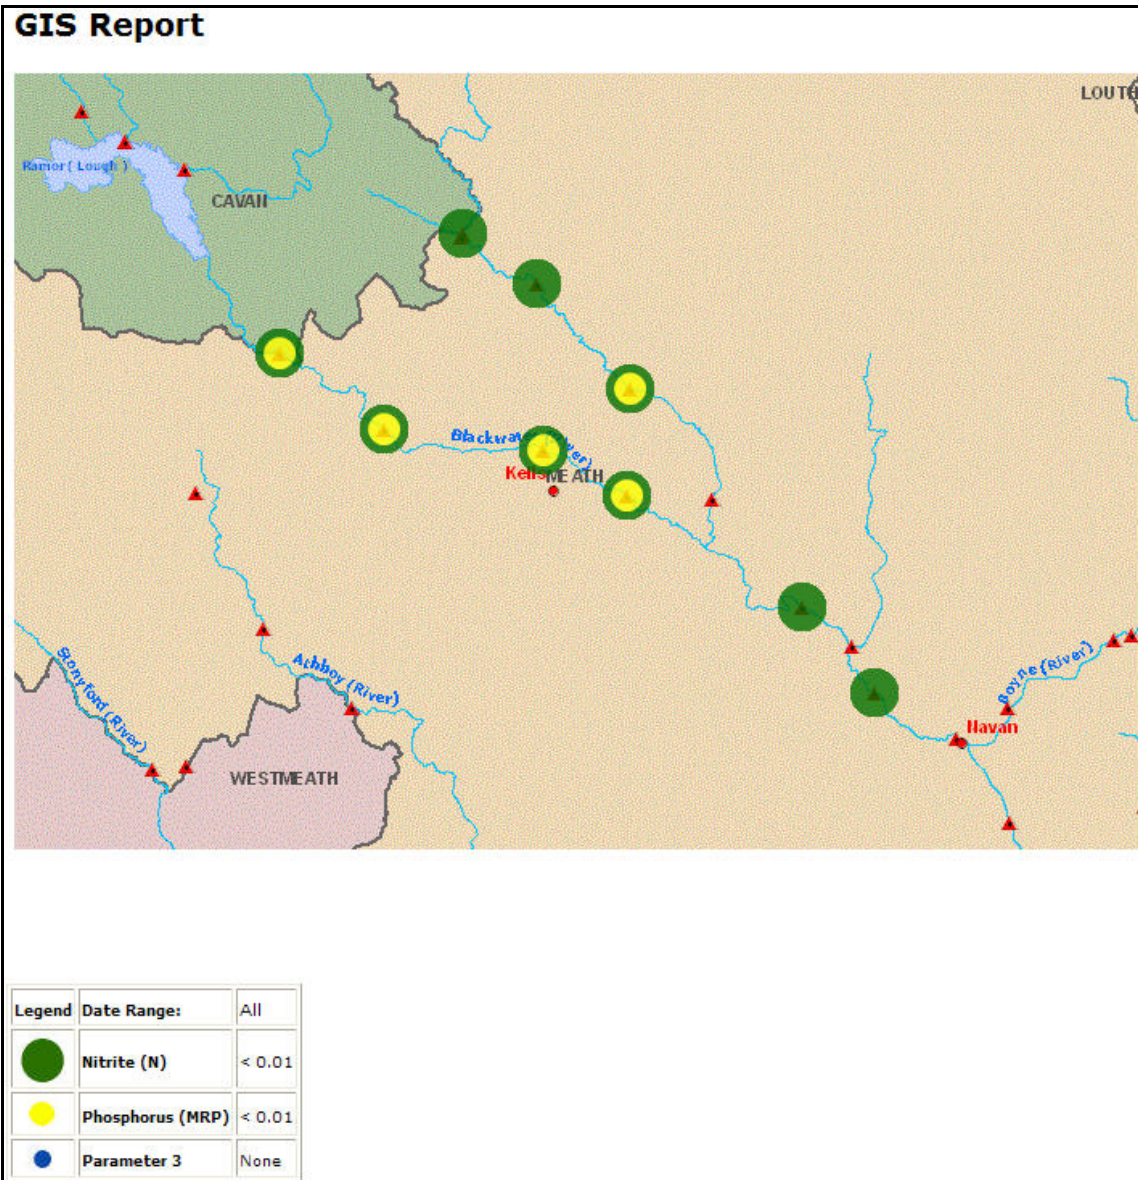 GIS Report
LOUTH
Ramor( Lough )
CAVAN
Blackwater (River)
Kells
MEATH
Stonyford (River)
Athboy (River)
Boyne (River)
Navan
WESTMEATH
Legend Date Range: All
Nitrite (N) < 0.01
Phosphorus (MRP) < 0.01
Parameter 3 None